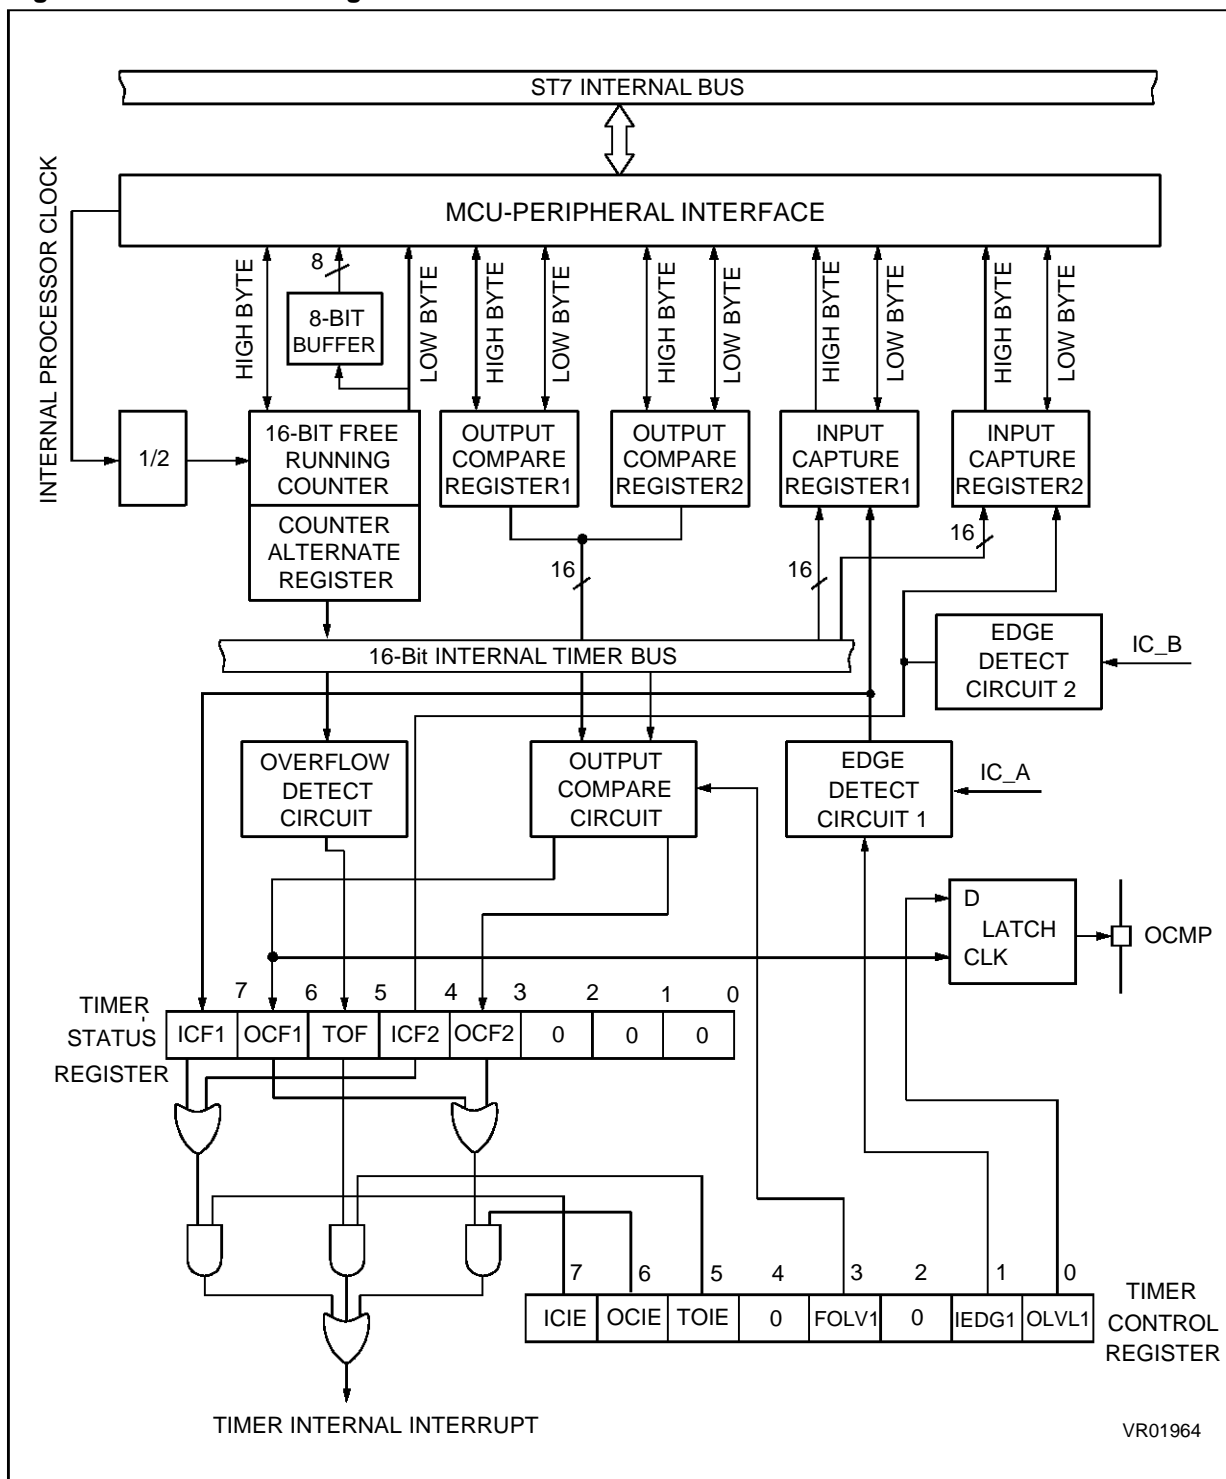 ST7 INTERNAL BUS
MCU-PERIPHERAL INTERFACE
INTERNAL PROCESSOR CLOCK
HIGH BYTE
8
8-BIT
BUFFER
LOW BYTE
HIGH BYTE
LOW BYTE
HIGH BYTE
LOW BYTE
HIGH BYTE
LOW BYTE
HIGH BYTE
LOW BYTE
1/2
16-BIT FREE
RUNNING
COUNTER
COUNTER
ALTERNATE
REGISTER
OUTPUT
COMPARE
REGISTER1
OUTPUT
COMPARE
REGISTER2
INPUT
CAPTURE
REGISTER1
INPUT
CAPTURE
REGISTER2
16
16
16
16-Bit INTERNAL TIMER BUS
EDGE
DETECT
CIRCUIT 2
IC_B
OVERFLOW
DETECT
CIRCUIT
OUTPUT
COMPARE
CIRCUIT
EDGE
DETECT
CIRCUIT 1
IC_A
D
LATCH
CLK
OCMP
TIMER
STATUS
REGISTER
7 6 5 4 3 2 1 0
ICF1 OCF1 TOF ICF2 OCF2 0 0 0
7 6 5 4 3 2 1 0
ICIE OCIE TOIE 0 FOLV1 0 IEDG1 OLVL1
TIMER
CONTROL
REGISTER
TIMER INTERNAL INTERRUPT
VR01964